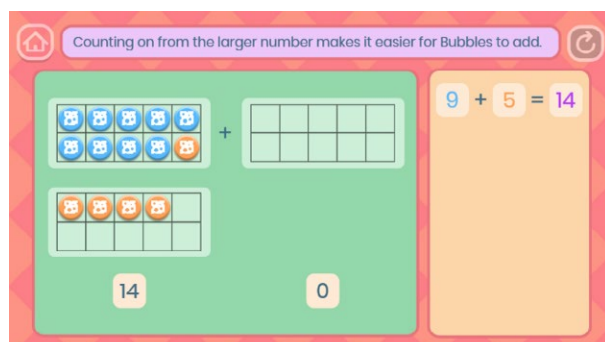 Counting on from the larger number makes it easier for Bubbles to add.
9 + 5 = 14
+
14 0